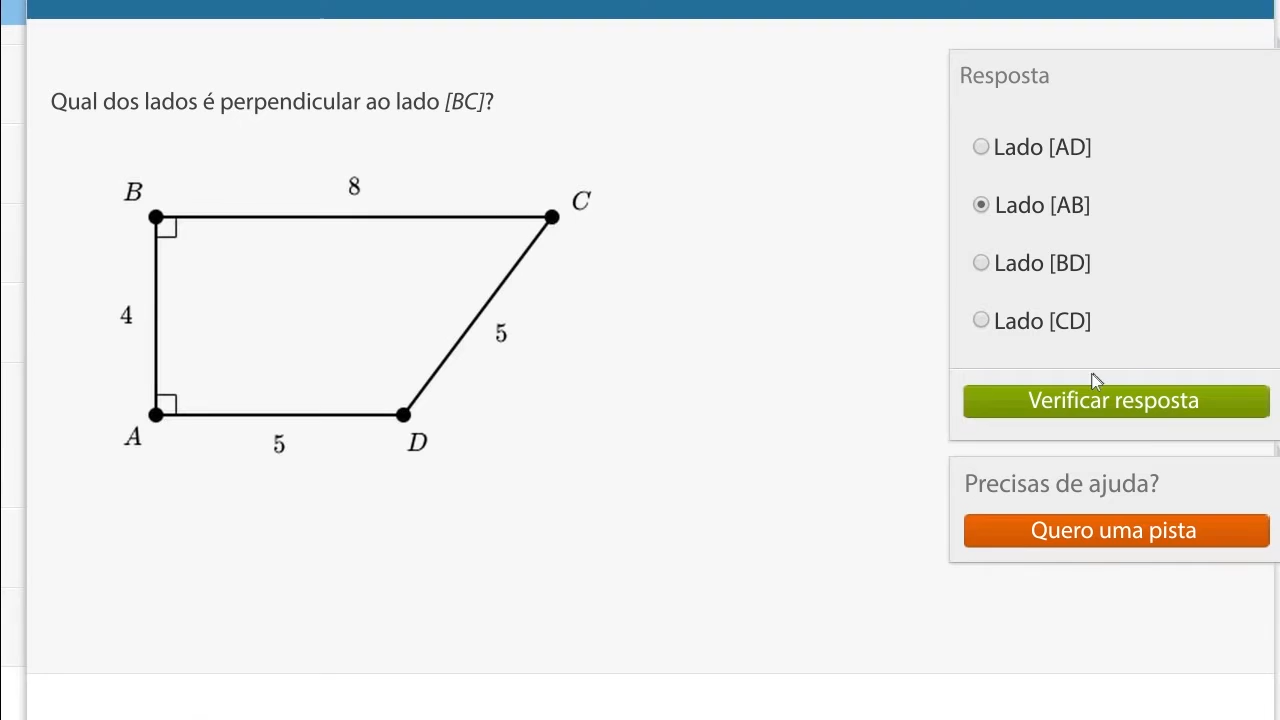 Qual dos lados é perpendicular ao lado [BC]?
B
8
C
4
5
A
5
D
Resposta
Lado [AD]
Lado [AB]
Lado [BD]
Lado [CD]
Verificar resposta
Precisas de ajuda?
Quero uma pista